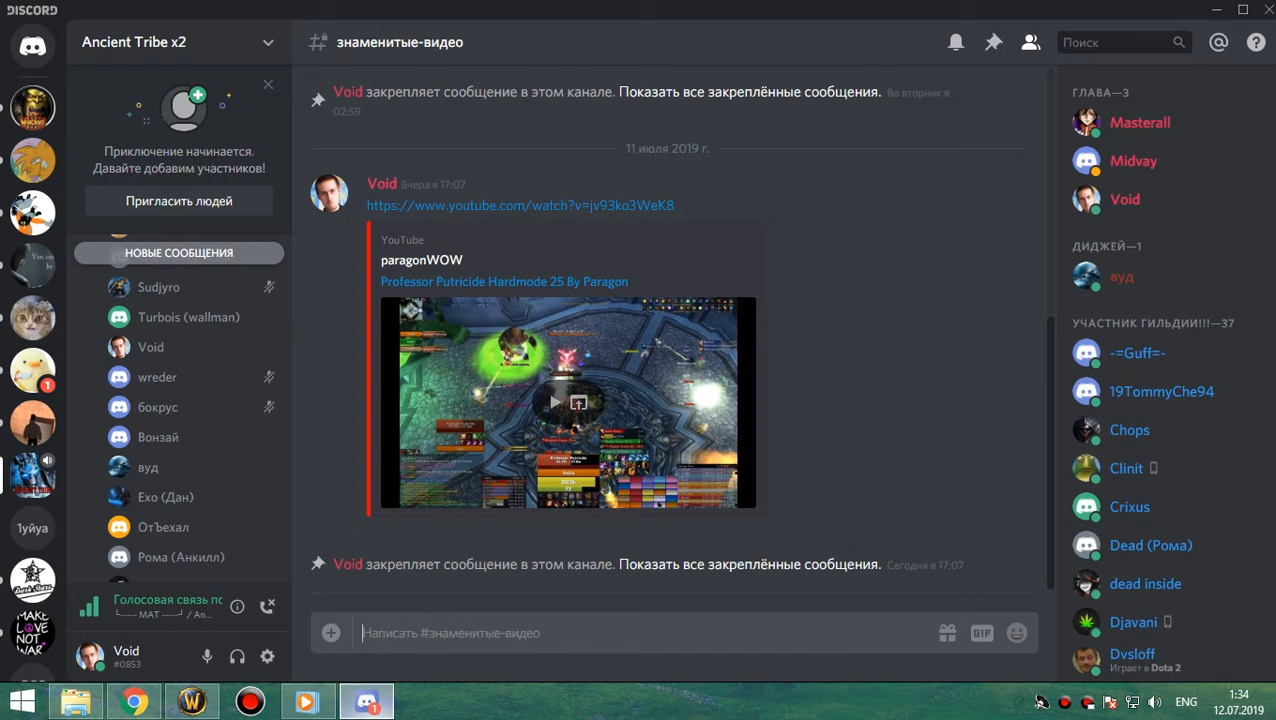 DISCORD
Ancient Tribe x2
Приключение начинается.
Давайте добавим участников!
Пригласить людей
НОВЫЕ СООБЩЕНИЯ
Sudjyro
Turbois (wallman)
Void
wreder
бокрус
Вонзай
вуд
Ехо (Дан)
ОтЪехал
Рома (Анкилл)
1уйуа
MAKE
LOVE
NOT
WAR
Голосовая связь по
└----- МАТ -----┘/ An...
Void
#0853
знаменитые-видео
Поиск
Void закрепляет сообщение в этом канале. Показать все закреплённые сообщения. Во вторник в
02:59
11 июля 2019 г.
Void Вчера в 17:07
https://www.youtube.com/watch?v=jv93ko3WeK8
YouTube
paragonWOW
Professor Putricide Hardmode 25 By Paragon
Void закрепляет сообщение в этом канале. Показать все закреплённые сообщения. Сегодня в 17:07
Написать #знаменитые-видео
GIF
ГЛАВА—3
Masterall
Midvay
Void
ДИДЖЕЙ—1
вуд
УЧАСТНИК ГИЛЬДИИ!!!—37
-=Guff=-
19TommyChe94
Chops
Clinit
Crixus
Dead (Рома)
dead inside
Djavani
Dvsloff
Играет в Dota 2
1
1
ENG
1:34
12.07.2019